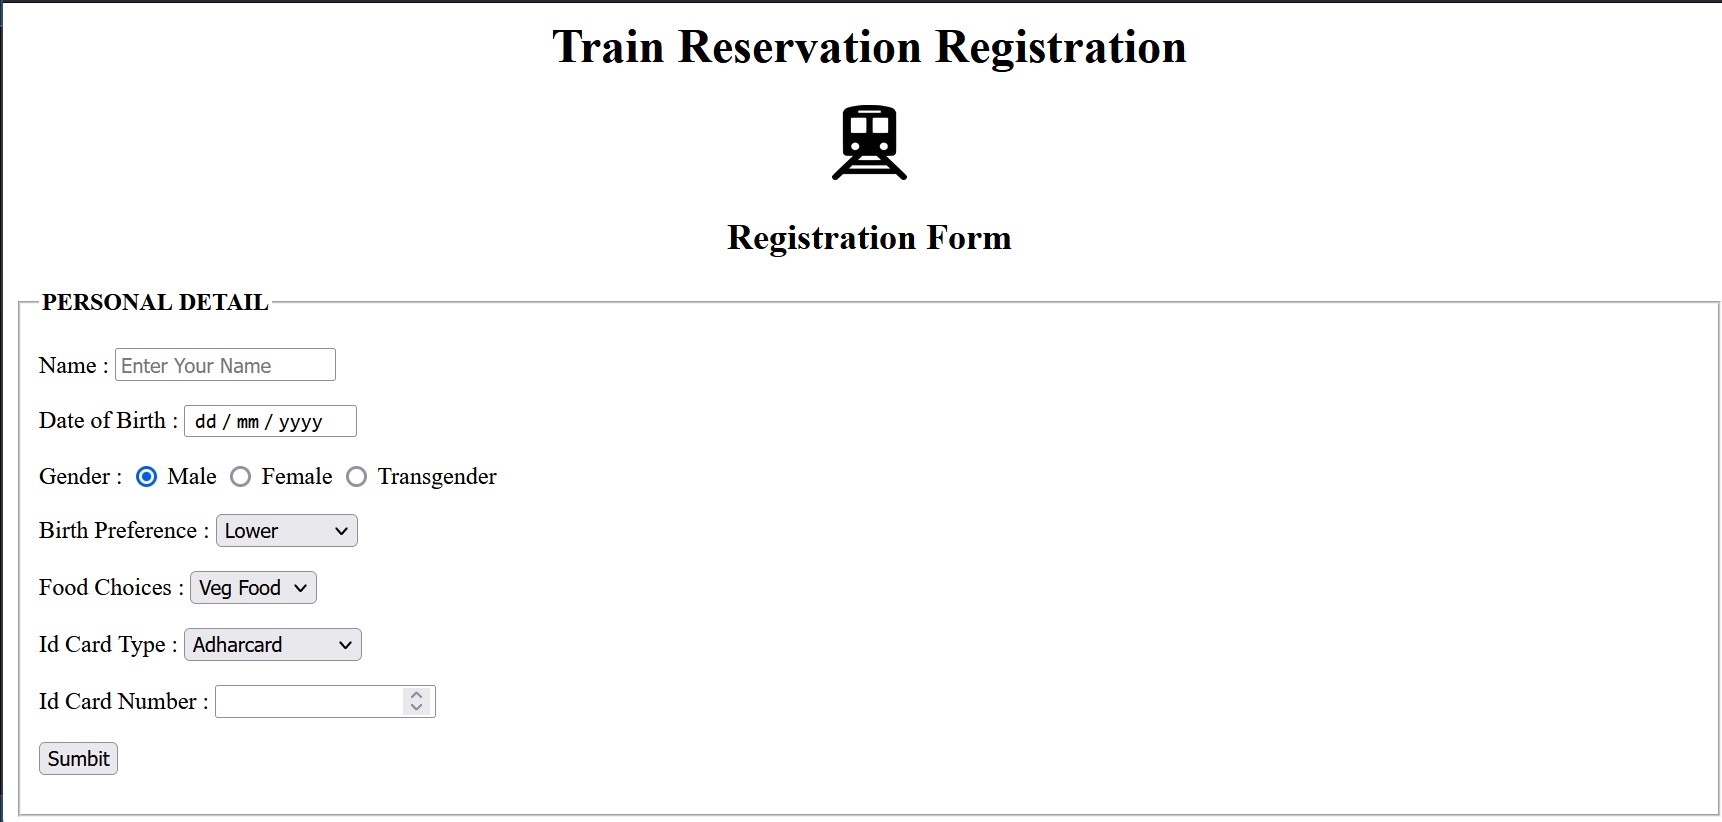 Train Reservation Registration
Registration Form
PERSONAL DETAIL
Name : Enter Your Name
Date of Birth : dd / mm / yyyy
Gender : Male Female Transgender
Birth Preference : Lower
Food Choices : Veg Food
Id Card Type : Adharcard
Id Card Number :
Sumbit